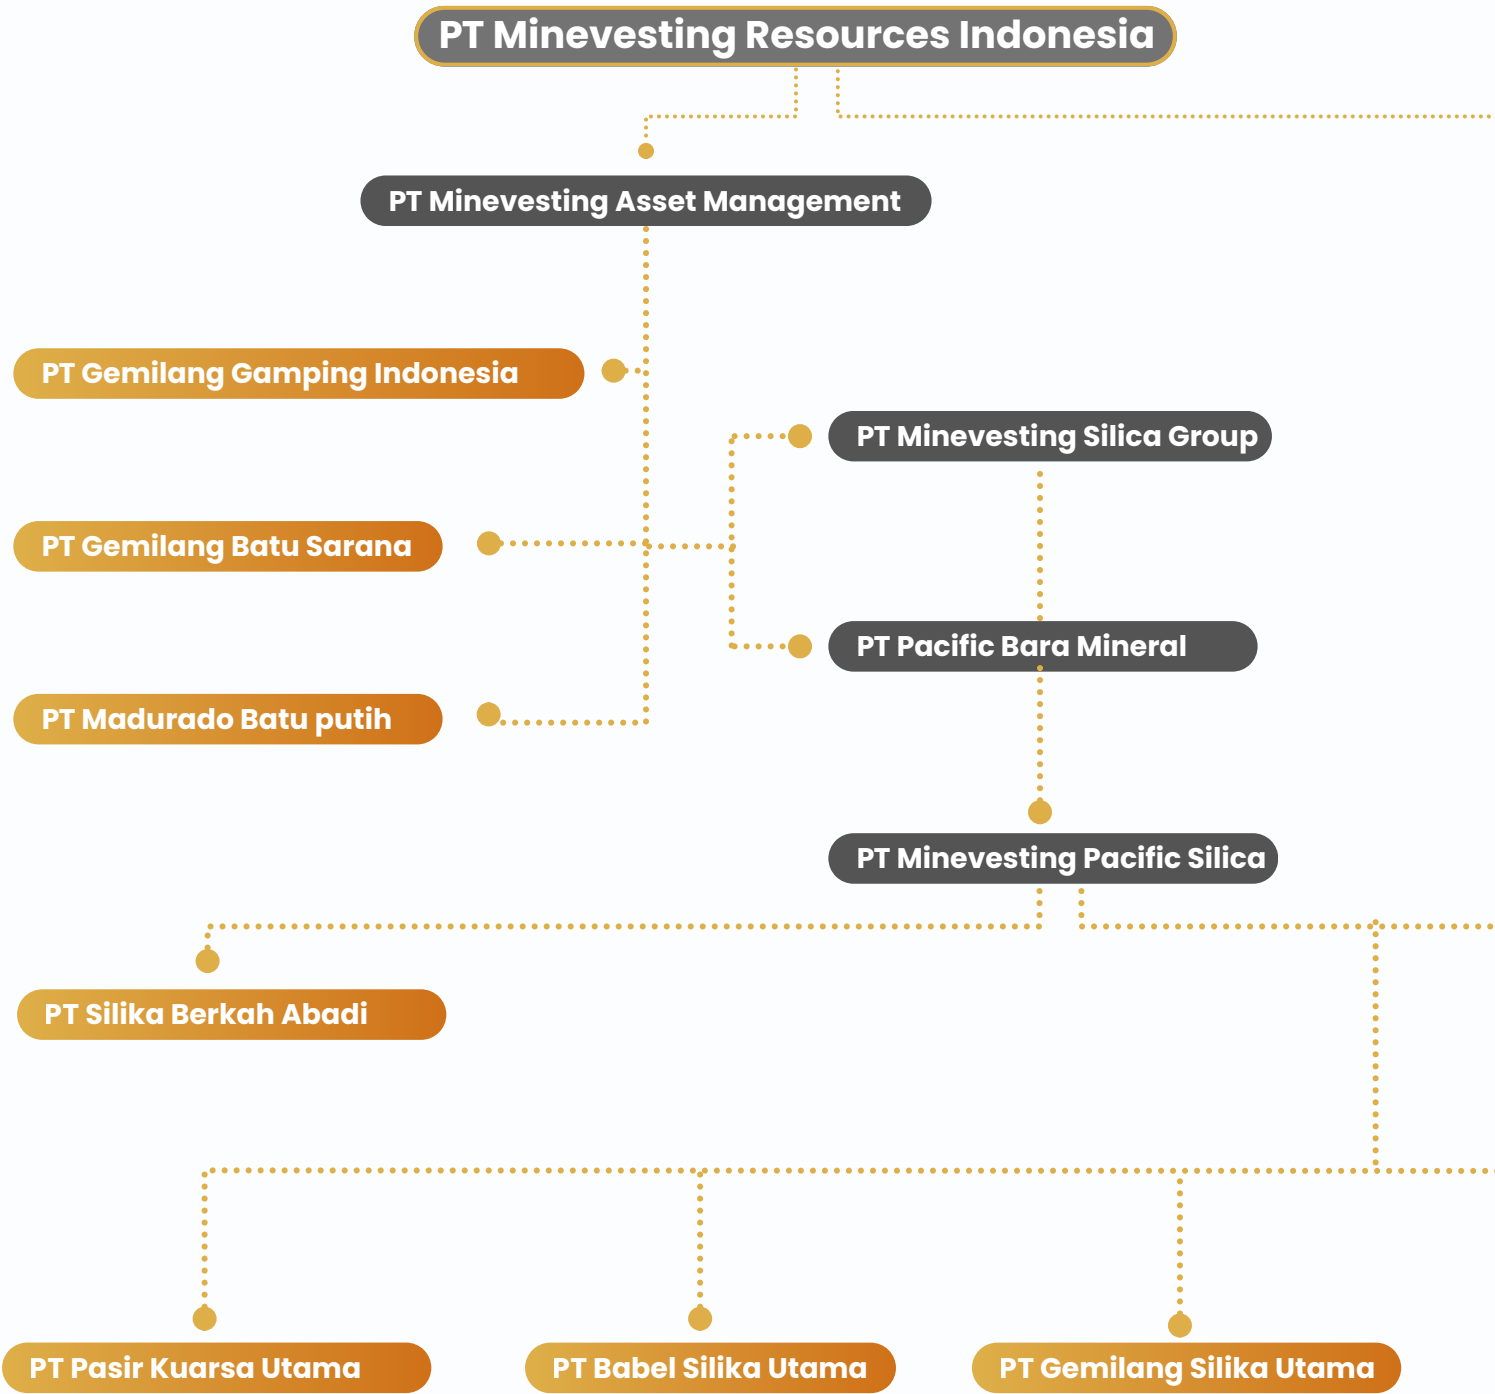 PT Minevesting Resources Indonesia
PT Minevesting Asset Management
PT Gemilang Gamping Indonesia
PT Minevesting Silica Group
PT Gemilang Batu Sarana
PT Pacific Bara Mineral
PT Madurado Batu putih
PT Minevesting Pacific Silica
PT Silika Berkah Abadi
PT Pasir Kuarsa Utama
PT Babel Silika Utama
PT Gemilang Silika Utama